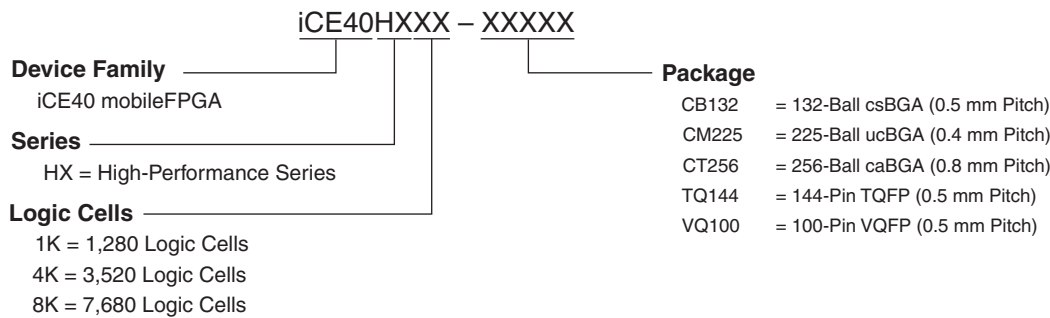 iCE40HXXX – XXXXX
Device Family
iCE40 mobileFPGA
Series
HX = High-Performance Series
Logic Cells
1K = 1,280 Logic Cells
4K = 3,520 Logic Cells
8K = 7,680 Logic Cells
Package
CB132 = 132-Ball csBGA (0.5 mm Pitch)
CM225 = 225-Ball ucBGA (0.4 mm Pitch)
CT256 = 256-Ball caBGA (0.8 mm Pitch)
TQ144 = 144-Pin TQFP (0.5 mm Pitch)
VQ100 = 100-Pin VQFP (0.5 mm Pitch)